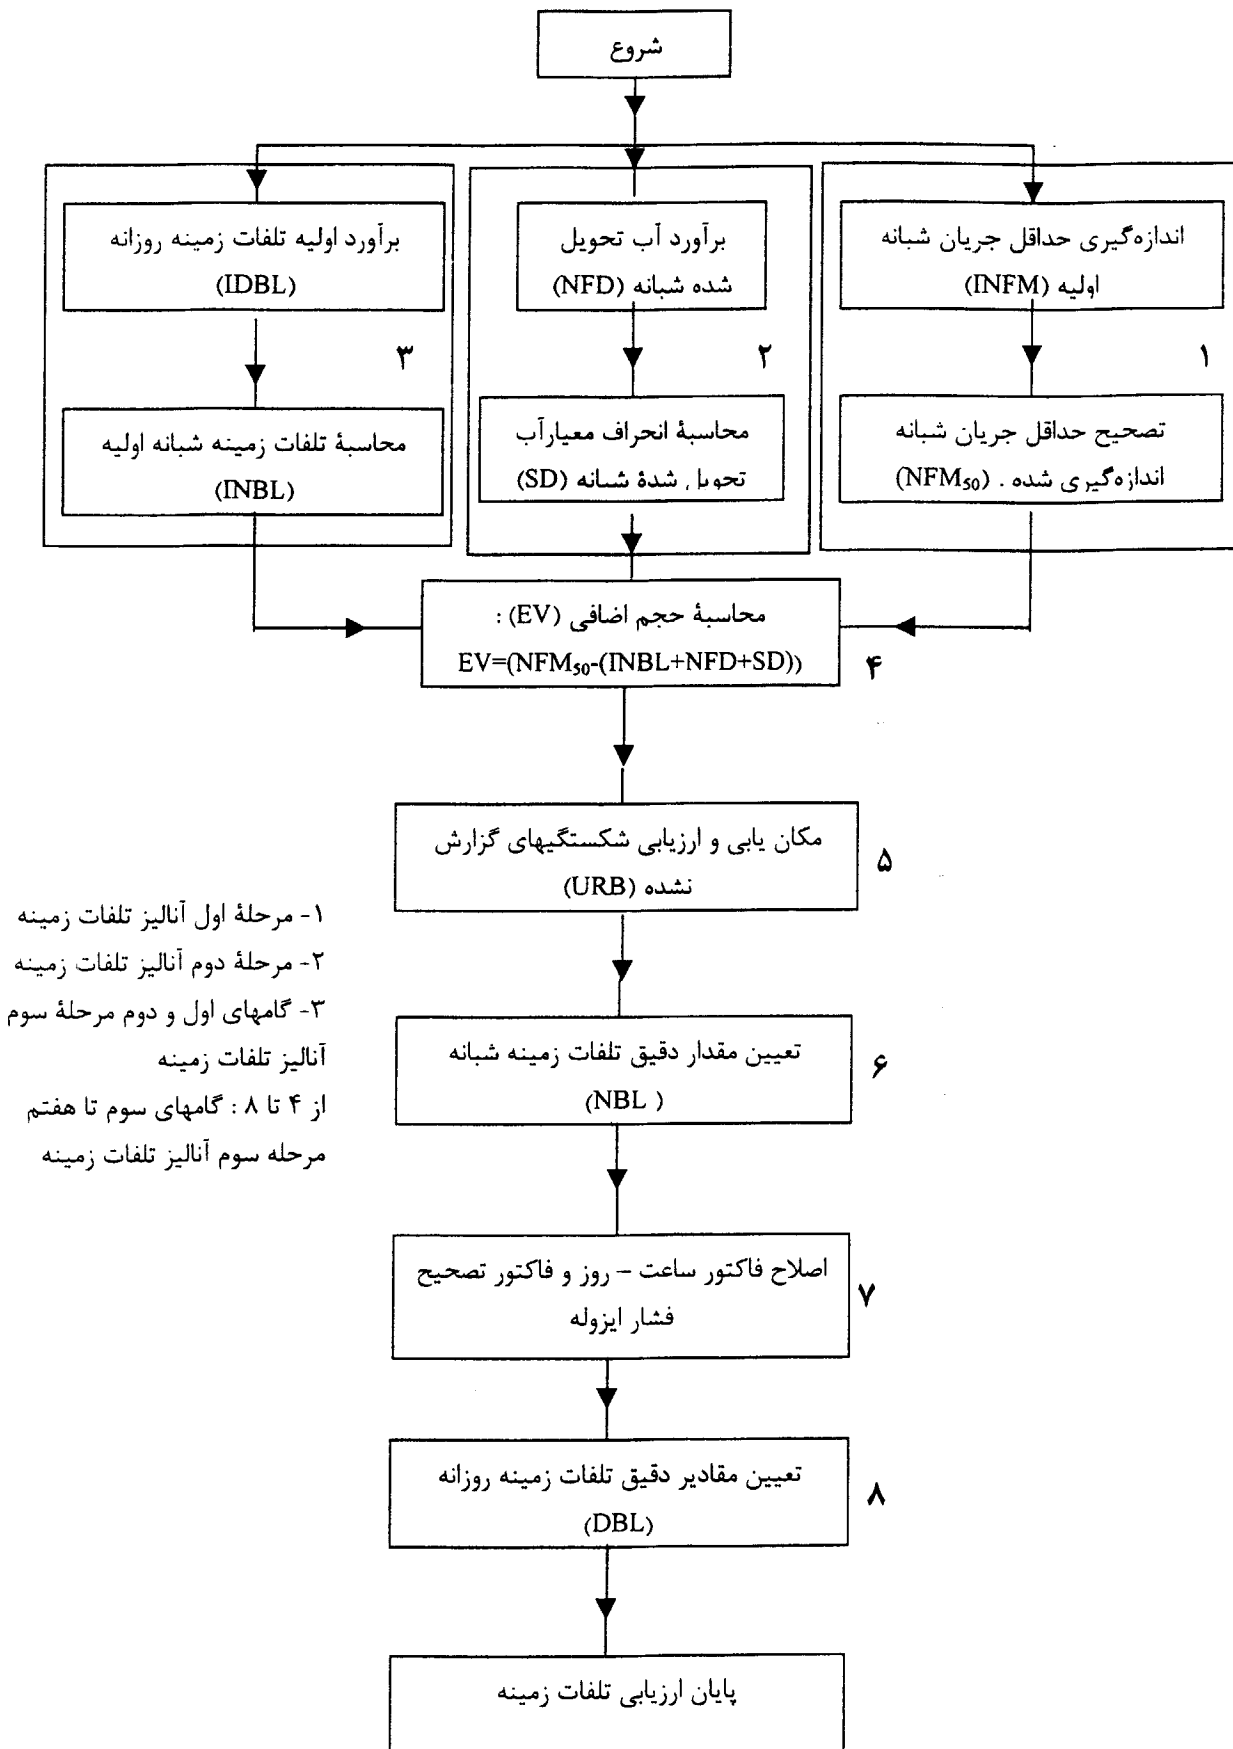 شروع
اندازه‌گیری حداقل جریان شبانه
اولیه (INFM)
۱
تصحیح حداقل جریان شبانه
اندازه‌گیری شده . (NFM₅₀)
برآورد آب تحویل
شده شبانه (NFD)
۲
محاسبهٔ انحراف معیارآب
تحویل شدهٔ شبانه (SD)
برآورد اولیه تلفات زمینه روزانه
(IDBL)
۳
محاسبهٔ تلفات زمینه شبانه اولیه
(INBL)
محاسبهٔ حجم اضافی (EV) :
EV=(NFM₅₀-(INBL+NFD+SD))
۴
مکان یابی و ارزیابی شکستگیهای گزارش
نشده (URB)
۵
تعیین مقدار دقیق تلفات زمینه شبانه
(NBL )
۶
اصلاح فاکتور ساعت – روز و فاکتور تصحیح
فشار ایزوله
۷
تعیین مقادیر دقیق تلفات زمینه روزانه
(DBL)
۸
پایان ارزیابی تلفات زمینه
۱- مرحلهٔ اول آنالیز تلفات زمینه
۲- مرحلهٔ دوم آنالیز تلفات زمینه
۳- گامهای اول و دوم مرحلهٔ سوم
آنالیز تلفات زمینه
از ۴ تا ۸ : گامهای سوم تا هفتم
مرحله سوم آنالیز تلفات زمینه